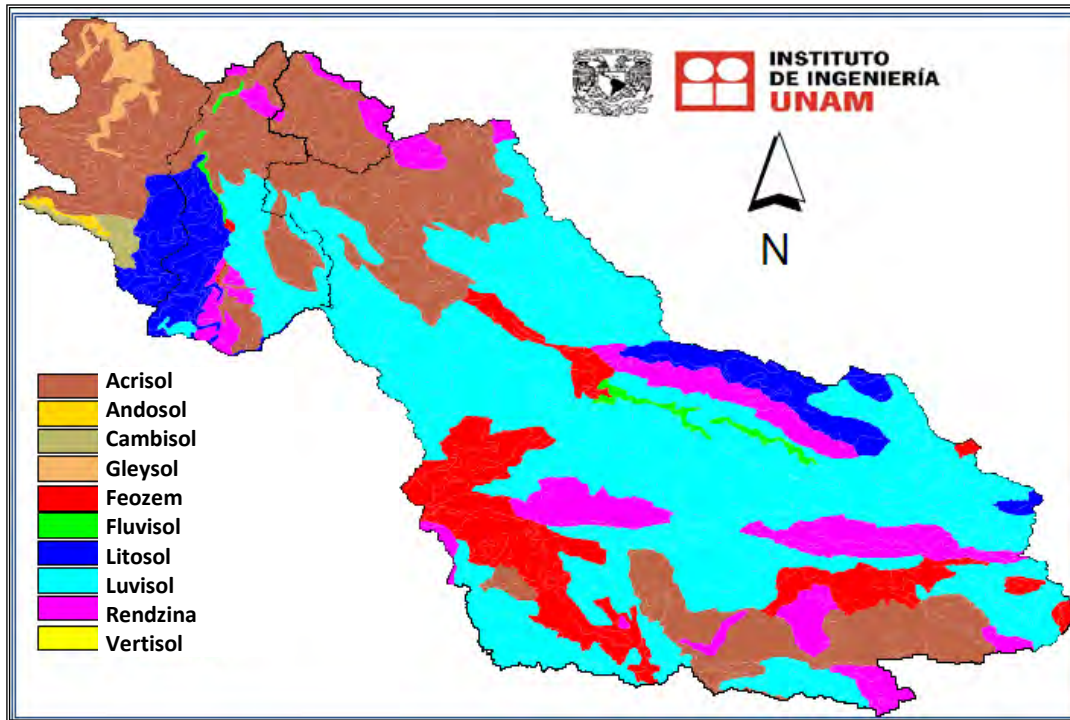 INSTITUTO
DE INGENIERÍA
UNAM
N
Acrisol
Andosol
Cambisol
Gleysol
Feozem
Fluvisol
Litosol
Luvisol
Rendzina
Vertisol